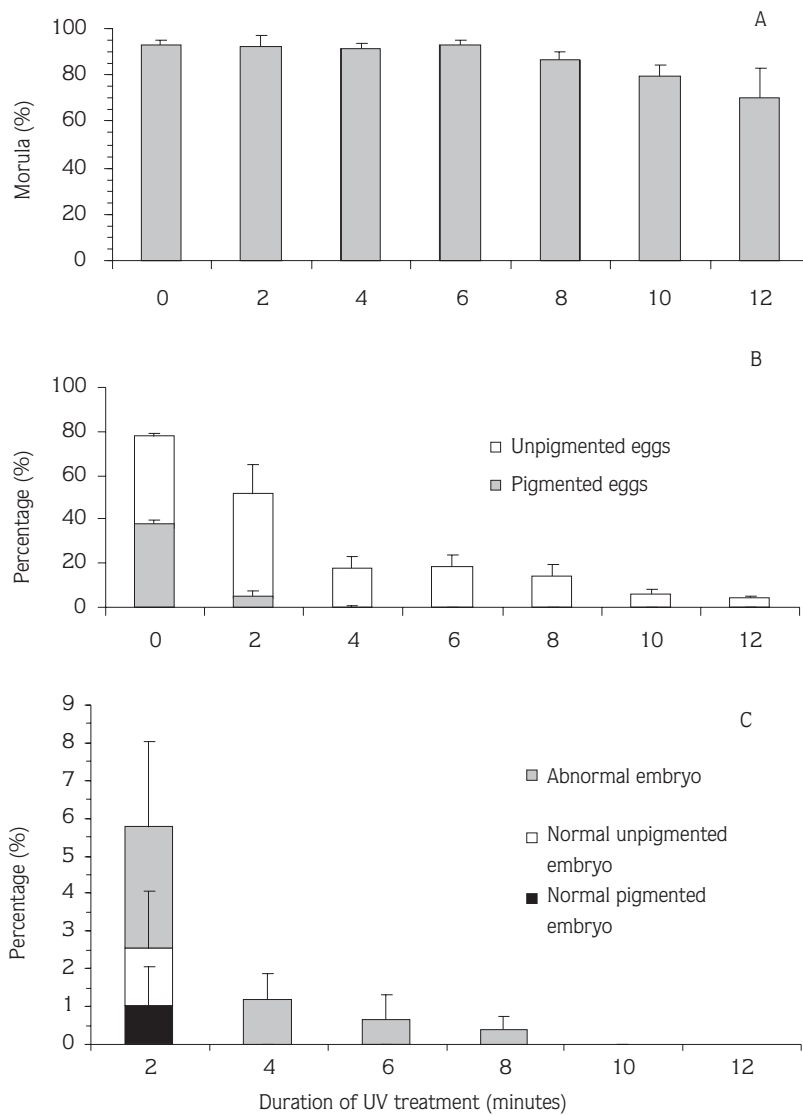 A
100
80
60
40
20
0
Morula (%)
0 2 4 6 8 10 12
B
100
80
60
40
20
0
Percentage (%)
Unpigmented eggs
Pigmented eggs
0 2 4 6 8 10 12
C
9
8
7
6
5
4
3
2
1
0
Percentage (%)
Abnormal embryo
Normal unpigmented
embryo
Normal pigmented
embryo
2 4 6 8 10 12
Duration of UV treatment (minutes)